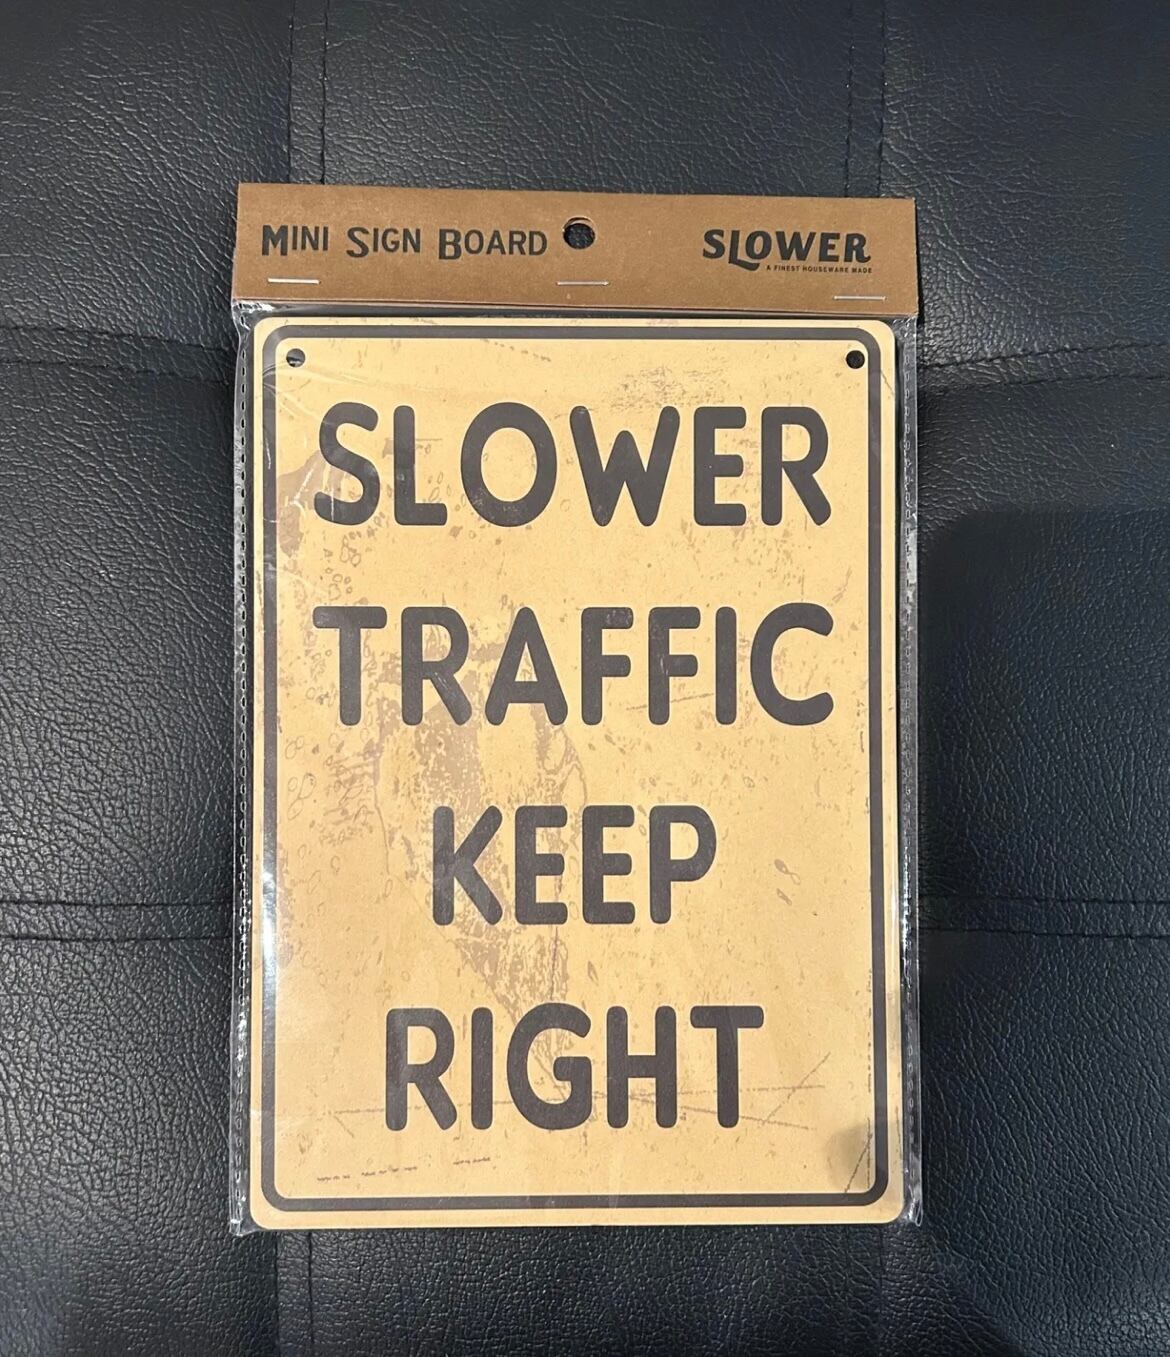 MINI SIGN BOARD
SLOWER
A FINEST HOUSEWARE MADE
SLOWER
TRAFFIC
KEEP
RIGHT